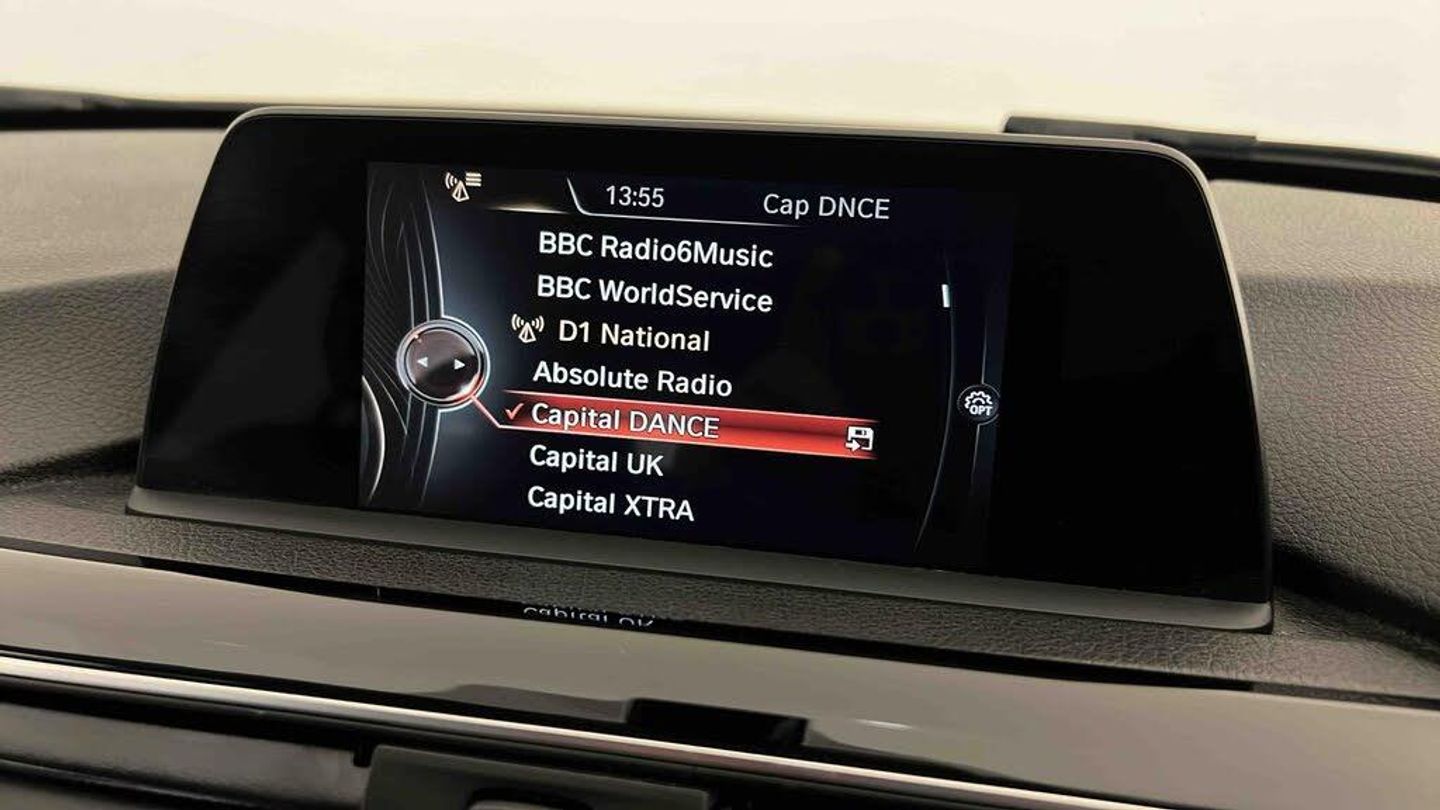 13:55 Cap DNCE
BBC Radio6Music
BBC WorldService
D1 National
Absolute Radio
Capital DANCE
OPT
Capital UK
Capital XTRA